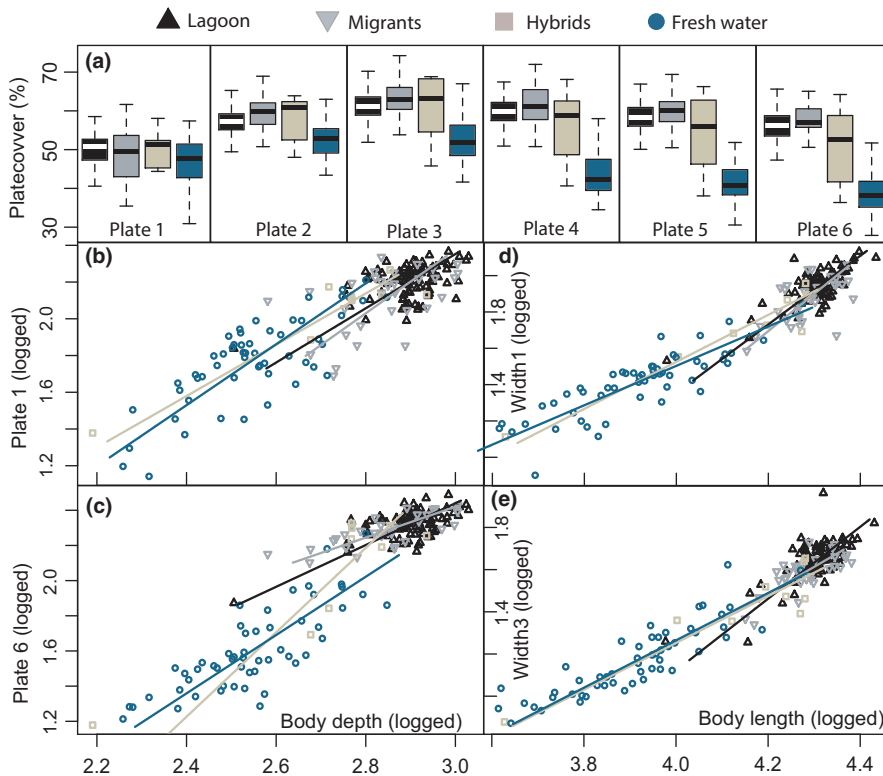 Lagoon Migrants Hybrids Fresh water
(a)
Platecowver (%)
70
50
30
Plate 1 Plate 2 Plate 3 Plate 4 Plate 5 Plate 6
(b)
Plate 1 (logged)
2.0
1.6
1.2
(d)
Width1 (logged)
1.8
1.4
(c)
Plate 6 (logged)
2.0
1.6
1.2
Body depth (logged)
2.2 2.4 2.6 2.8 3.0
(e)
Width3 (logged)
1.8
1.4
Body length (logged)
3.8 4.0 4.2 4.4